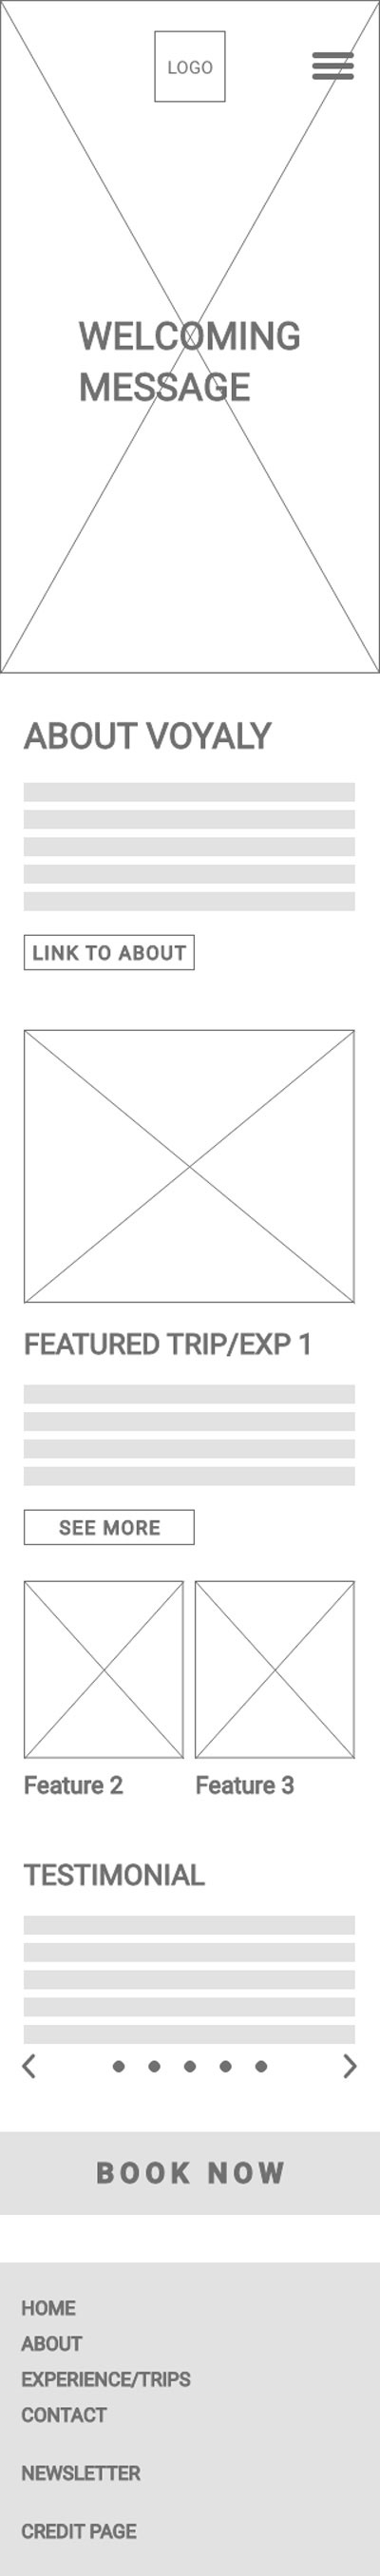 LOGO
WELCOMING
MESSAGE
ABOUT VOYALY
LINK TO ABOUT
FEATURED TRIP/EXP 1
SEE MORE
Feature 2
Feature 3
TESTIMONIAL
BOOK NOW
HOME
ABOUT
EXPERIENCE/TRIPS
CONTACT
NEWSLETTER
CREDIT PAGE